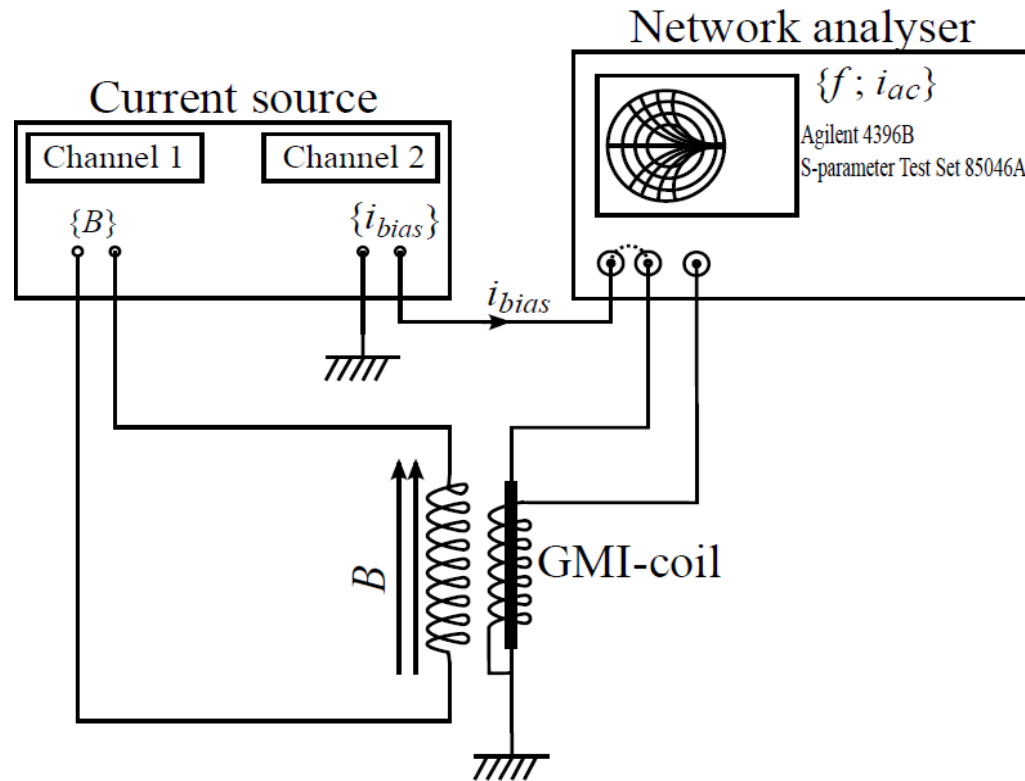 Network analyser
Current source
{f ; i_ac}
Agilent 4396B
S-parameter Test Set 85046A
Channel 1
Channel 2
{B}
{i_bias}
i_bias
B
GMI-coil